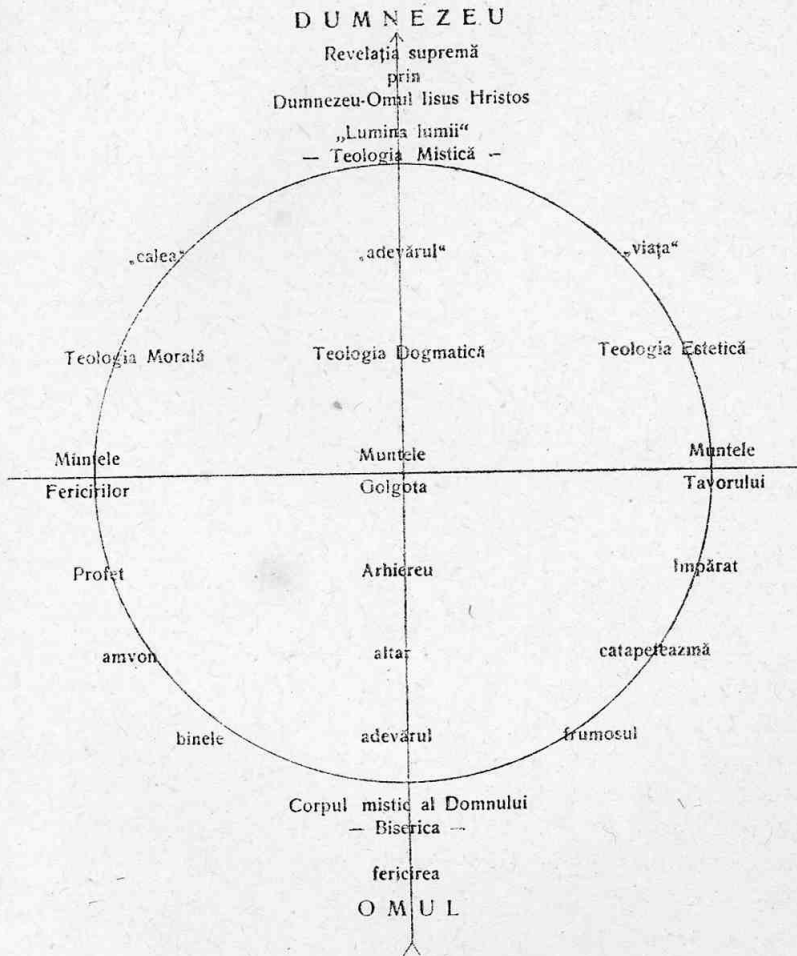 DUMNEZEU
Revelația supremă
prin
Dumnezeu-Omul Iisus Hristos
„Lumina lumii“
— Teologia Mistică —
„calea“ „adevărul“ „viața“
Teologia Morală Teologia Dogmatică Teologia Estetică
Muntele Muntele Muntele
Fericirilor Golgota Tavorului
Profet Arhiereu Împărat
amvon altar catapeteazmă
binele adevărul frumosul
Corpul mistic al Domnului
— Biserica —
fericirea
OMUL